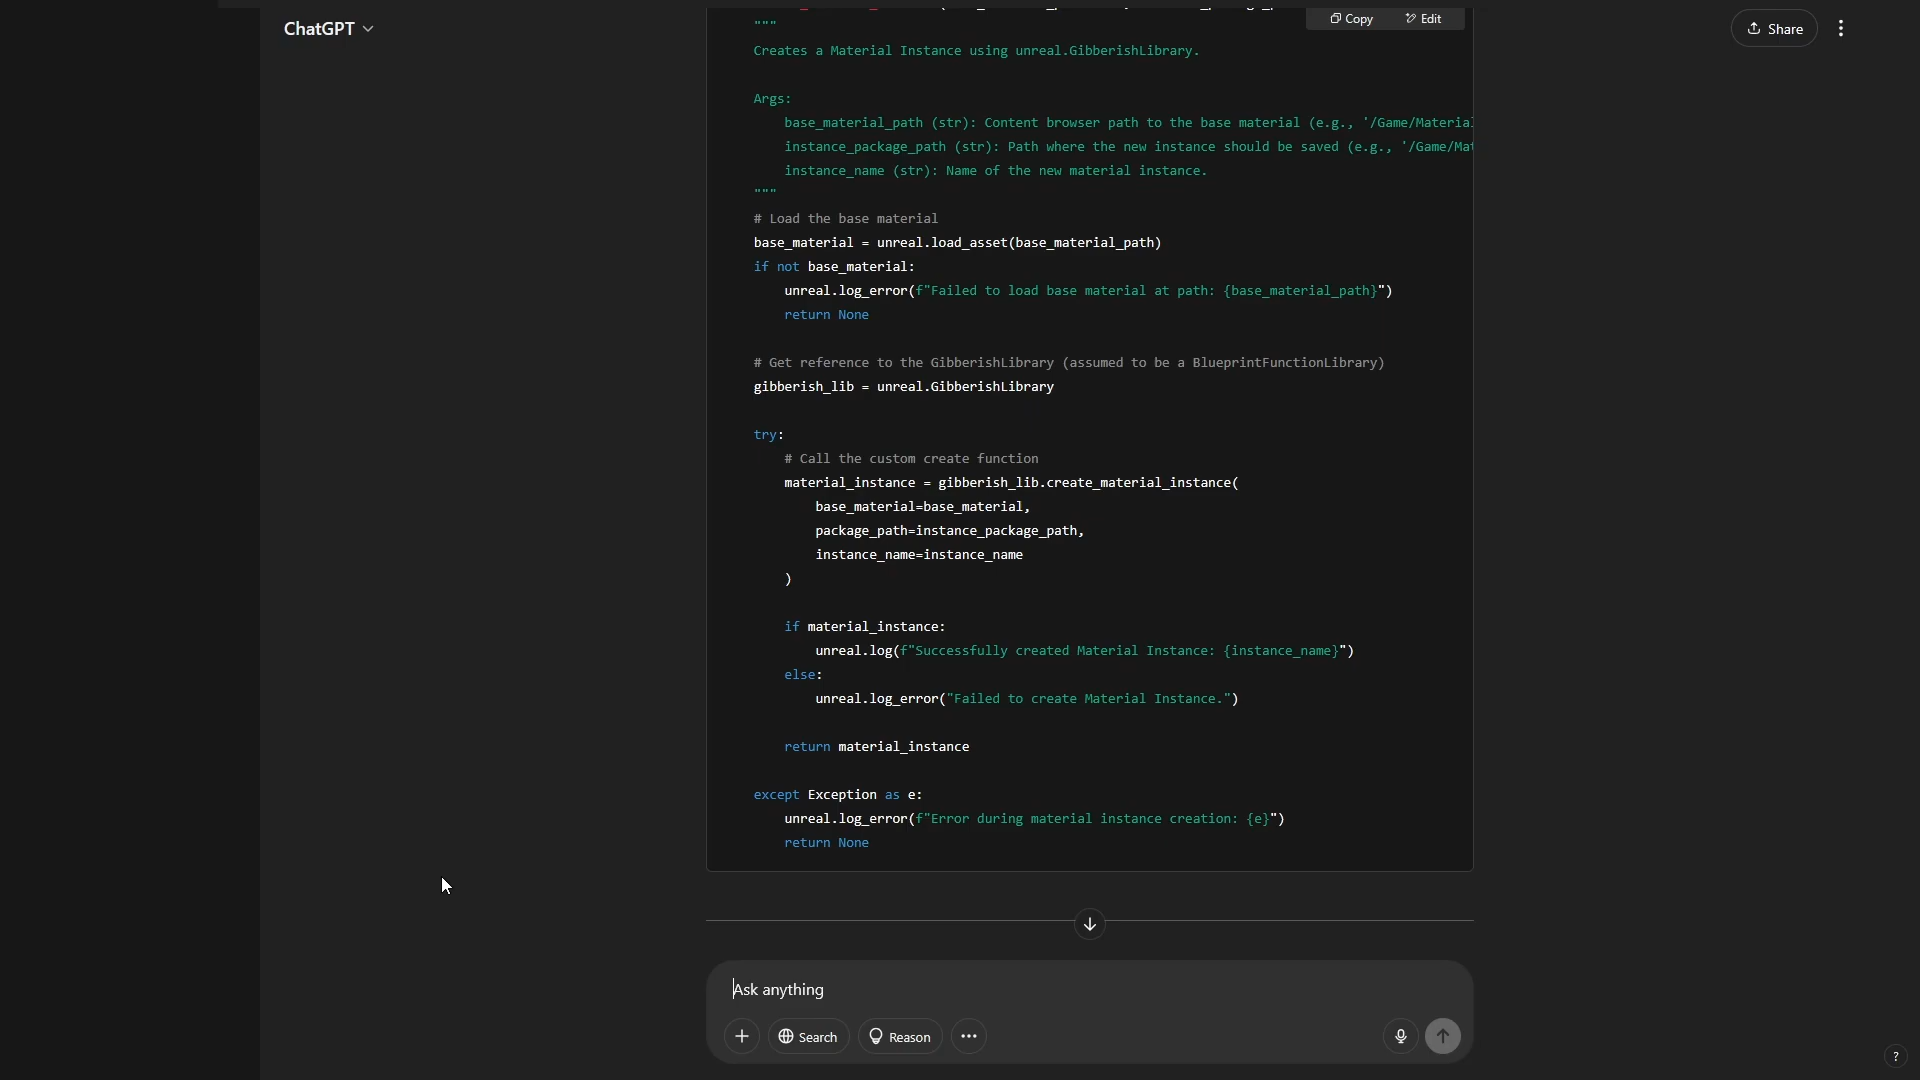 ChatGPT
Copy Edit
Share
"""
Creates a Material Instance using unreal.GibberishLibrary.
Args:
base_material_path (str): Content browser path to the base material (e.g., '/Game/Material
instance_package_path (str): Path where the new instance should be saved (e.g., '/Game/Mat
instance_name (str): Name of the new material instance.
"""
# Load the base material
base_material = unreal.load_asset(base_material_path)
if not base_material:
unreal.log_error(f"Failed to load base material at path: {base_material_path}")
return None
# Get reference to the GibberishLibrary (assumed to be a BlueprintFunctionLibrary)
gibberish_lib = unreal.GibberishLibrary
try:
# Call the custom create function
material_instance = gibberish_lib.create_material_instance(
base_material=base_material,
package_path=instance_package_path,
instance_name=instance_name
)
if material_instance:
unreal.log(f"Successfully created Material Instance: {instance_name}")
else:
unreal.log_error("Failed to create Material Instance.")
return material_instance
except Exception as e:
unreal.log_error(f"Error during material instance creation: {e}")
return None
Ask anything
Search Reason
?